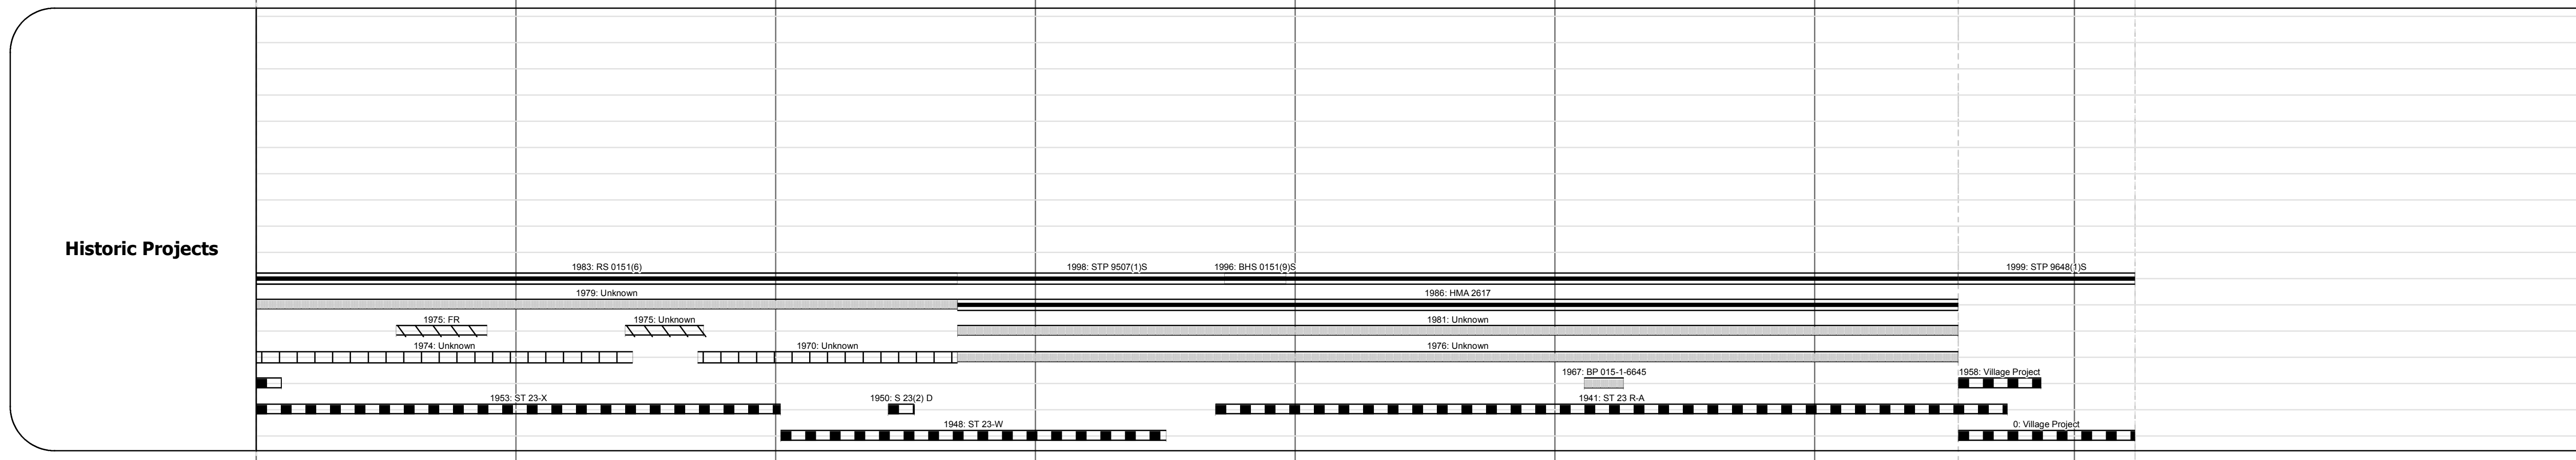 Historic Projects
1983: RS 0151(6)
1998: STP 9507(1)S
1996: BHS 0151(9)S
1999: STP 9648(1)S
1979: Unknown
1986: HMA 2617
1975: FR
1975: Unknown
1981: Unknown
1974: Unknown
1970: Unknown
1976: Unknown
1967: BP 015-1-6645
1958: Village Project
1953: ST 23-X
1950: S 23(2) D
1941: ST 23 R-A
1948: ST 23-W
0: Village Project